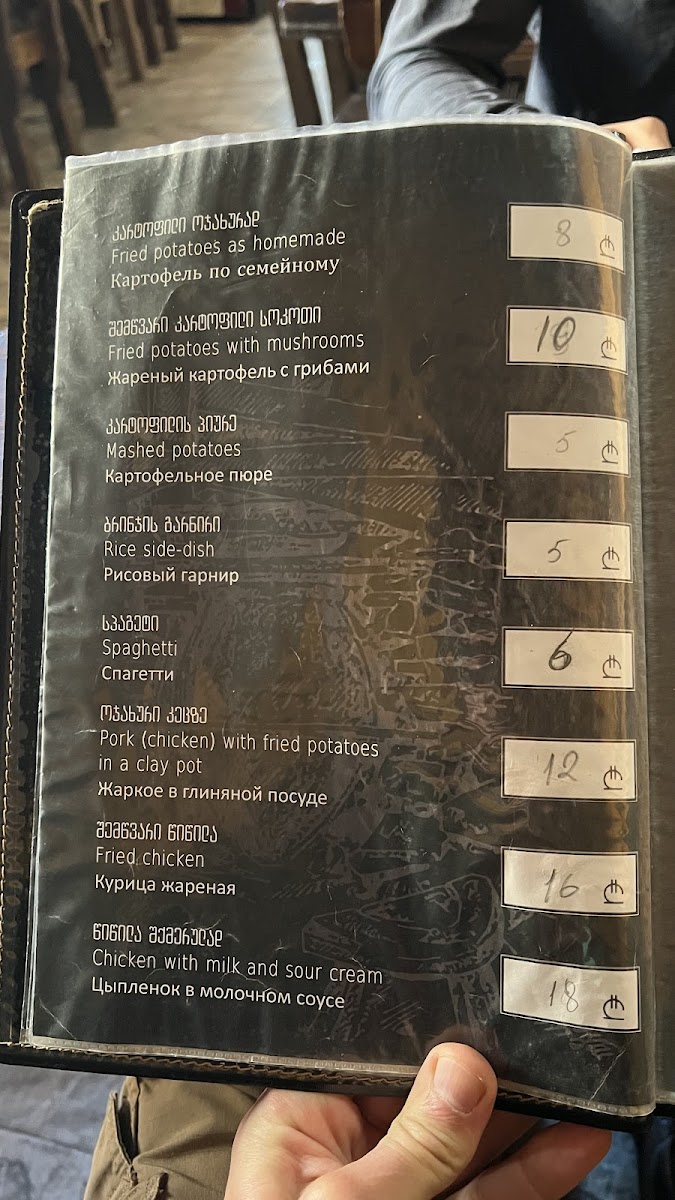 კარტოფილი ოჯახურად
Fried potatoes as homemade
Картофель по семейному
8 ₾
შემწვარი კარტოფილი სოკოთი
Fried potatoes with mushrooms
Жареный картофель с грибами
10 ₾
კარტოფილის პიურე
Mashed potatoes
Картофельное пюре
5 ₾
ბრინჯის გარნირი
Rice side-dish
Рисовый гарнир
5 ₾
სპაგეტი
Spaghetti
Спагетти
6 ₾
ოჯახური კეცზე
Pork (chicken) with fried potatoes
in a clay pot
Жаркое в глиняной посуде
12 ₾
შემწვარი წიწილა
Fried chicken
Курица жареная
16 ₾
წიწილა შქმერულად
Chicken with milk and sour cream
Цыпленок в молочном соусе
18 ₾